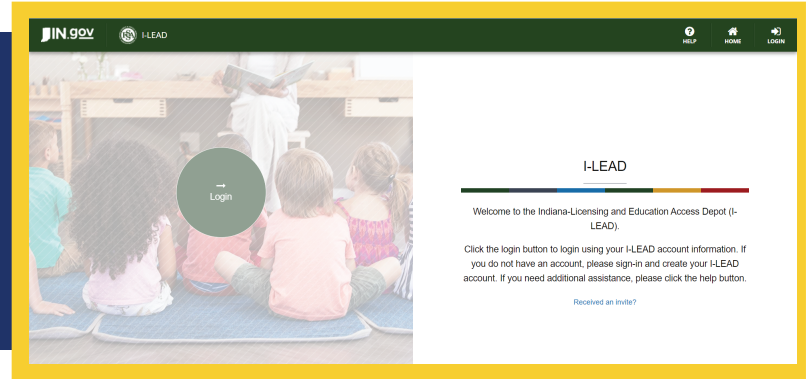 IN.gov
I-LEAD
HELP
HOME
LOGIN
Login
I-LEAD
Welcome to the Indiana-Licensing and Education Access Depot (I-
LEAD).
Click the login button to login using your I-LEAD account information. If
you do not have an account, please sign-in and create your I-LEAD
account. If you need additional assistance, please click the help button.
Received an Invite?